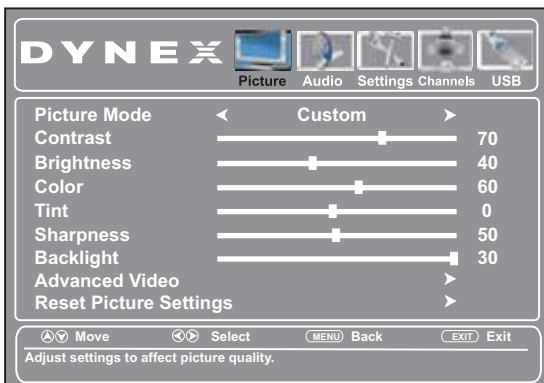 DYNEX
Picture Audio Settings Channels USB
Picture Mode Custom
Contrast 70
Brightness 40
Color 60
Tint 0
Sharpness 50
Backlight 30
Advanced Video
Reset Picture Settings
Move Select MENU Back EXIT Exit
Adjust settings to affect picture quality.